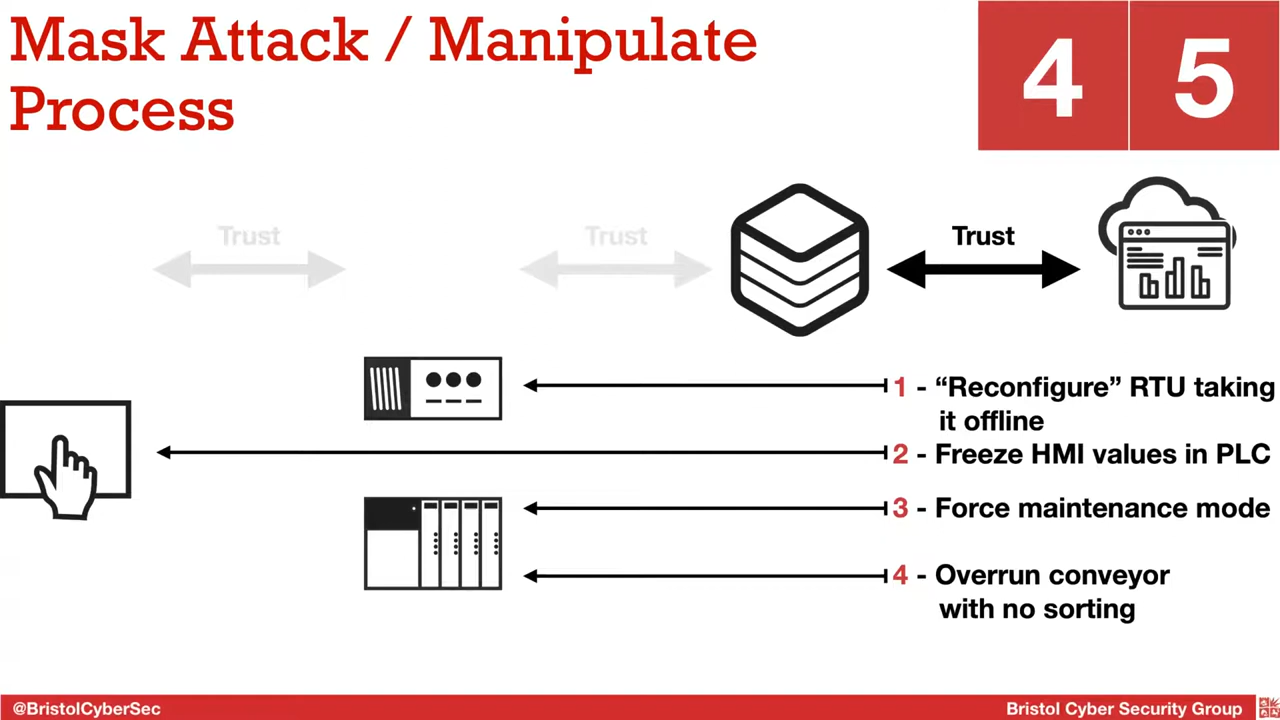 Mask Attack / Manipulate
Process
4 5
Trust
Trust
Trust
1 - “Reconfigure” RTU taking
it offline
2 - Freeze HMI values in PLC
3 - Force maintenance mode
4 - Overrun conveyor
with no sorting
@BristolCyberSec
Bristol Cyber Security Group